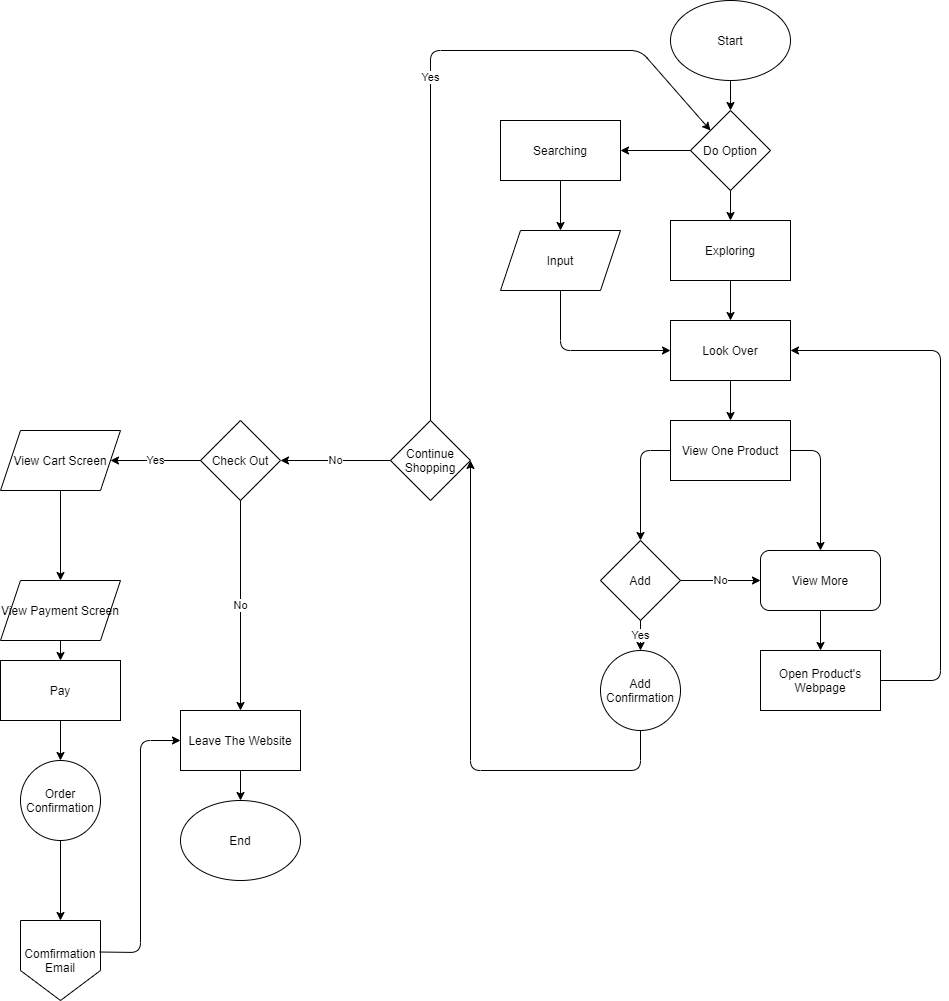 Start
Yes
Searching
Do Option
Input
Exploring
Look Over
View Cart Screen
Yes
Check Out
No
Continue
Shopping
View One Product
Add
No
View More
View Payment Screen
No
Yes
Pay
Add
Confirmation
Open Product's
Webpage
Leave The Website
Order
Confirmation
End
Comfirmation
Email